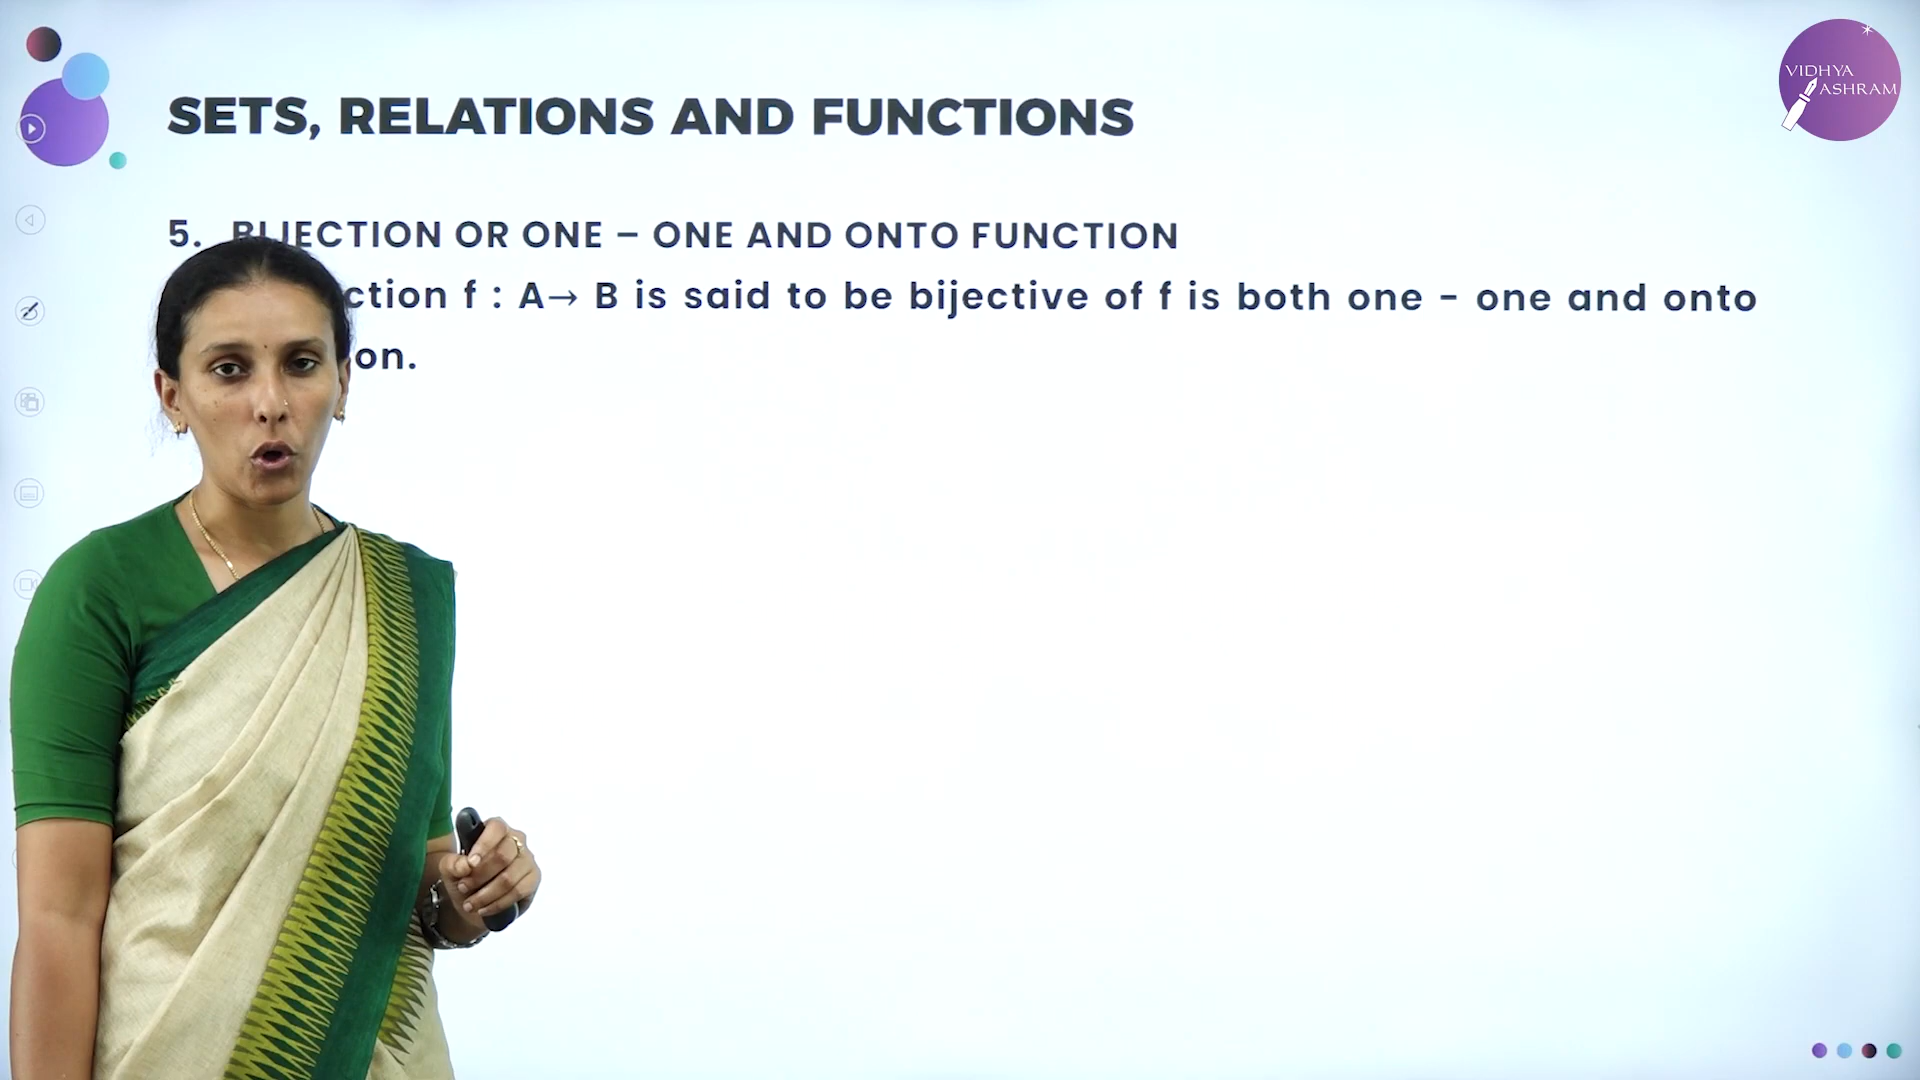 VIDHYA
ASHRAM
SETS, RELATIONS AND FUNCTIONS
5. BIJECTION OR ONE – ONE AND ONTO FUNCTION
ction f : A→ B is said to be bijective of f is both one - one and onto
on.